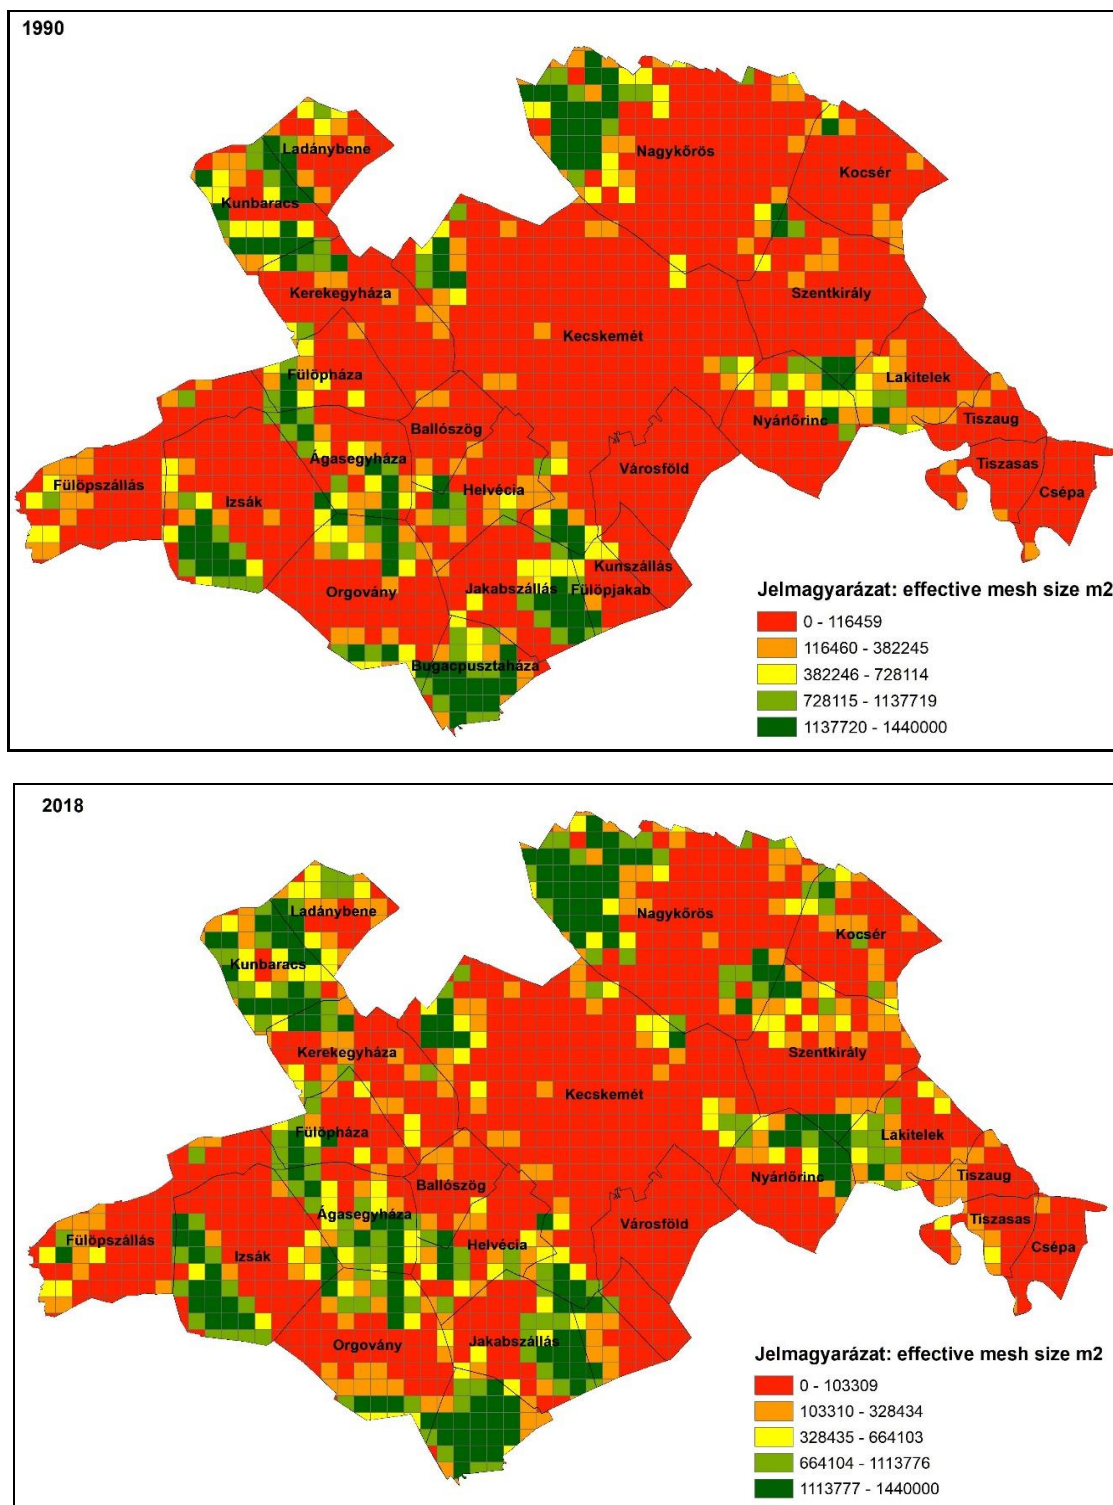 1990
Ladánybene
Nagykőrös
Kocsér
Kunbaracs
Kerekegyháza
Szentkirály
Kecskemét
Fülöpháza
Lakitelek
Nyárlőrinc
Tiszaug
Ballószög
Ágasegyháza
Városföld
Tiszasas
Fülöpszállás
Helvécia
Csépa
Izsák
Kunszállás
Orgovány
Jakabszállás
Fülöpjakab
Bugacpusztaháza
Jelmagyarázat: effective mesh size m2
0 - 116459
116460 - 382245
382246 - 728114
728115 - 1137719
1137720 - 1440000
2018
Ladánybene
Nagykőrös
Kocsér
Kunbaracs
Kerekegyháza
Szentkirály
Kecskemét
Fülöpháza
Lakitelek
Nyárlőrinc
Tiszaug
Ballószög
Ágasegyháza
Városföld
Tiszasas
Fülöpszállás
Helvécia
Csépa
Izsák
Orgovány
Jakabszállás
Jelmagyarázat: effective mesh size m2
0 - 103309
103310 - 328434
328435 - 664103
664104 - 1113776
1113777 - 1440000